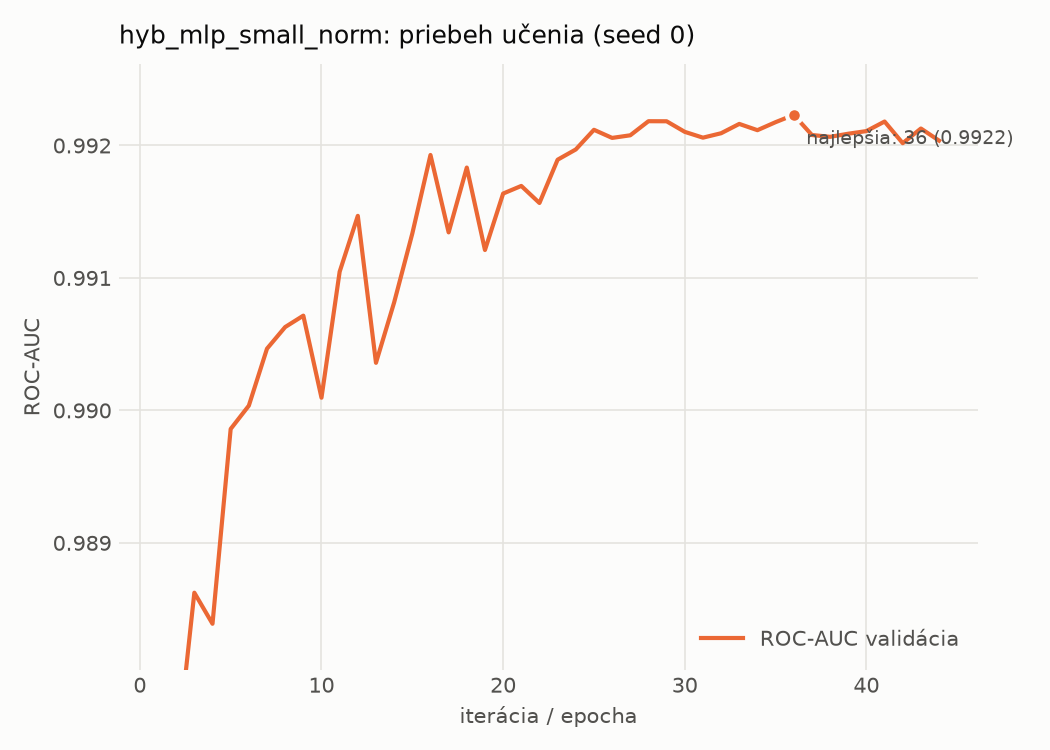 hyb_mlp_small_norm: priebeh učenia (seed 0)
najlepšia: 36 (0.9922)
0.992
0.991
0.990
0.989
ROC-AUC
ROC-AUC validácia
0 10 20 30 40
iterácia / epocha